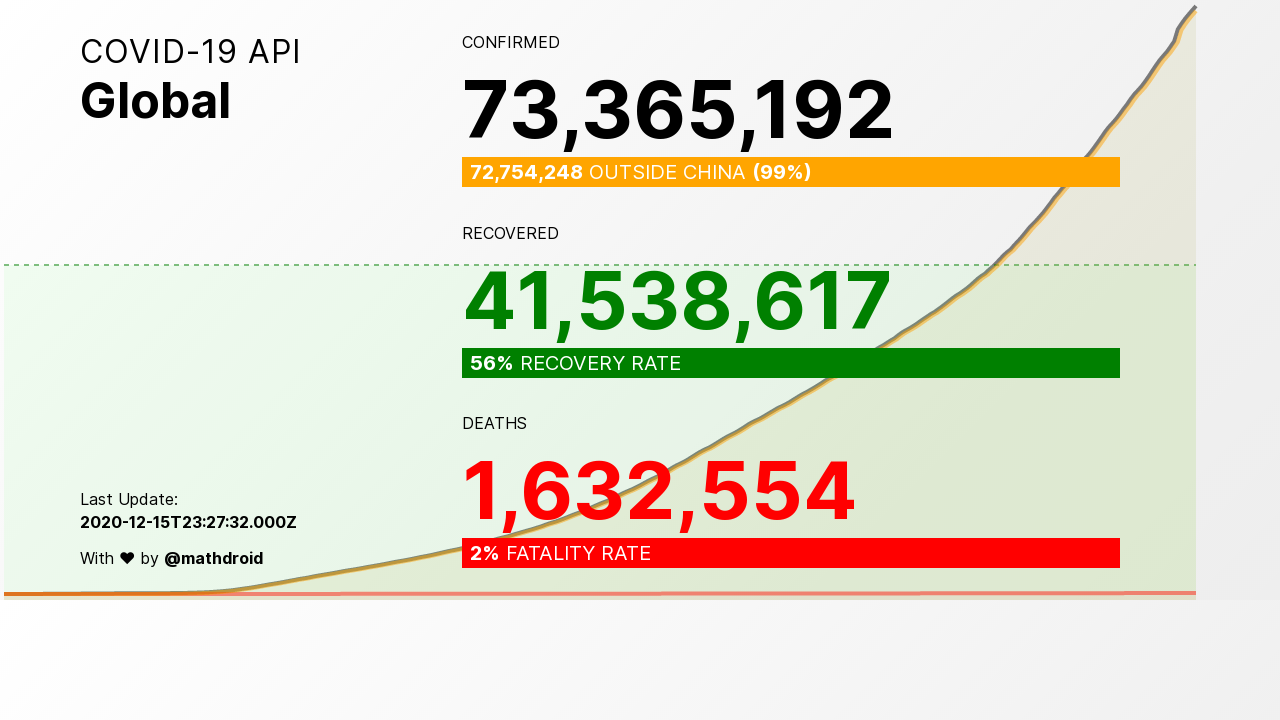 COVID-19 API
Global
CONFIRMED
73,365,192
72,754,248 OUTSIDE CHINA (99%)
RECOVERED
41,538,617
56% RECOVERY RATE
DEATHS
1,632,554
2% FATALITY RATE
Last Update:
2020-12-15T23:27:32.000Z
With ♥ by @mathdroid